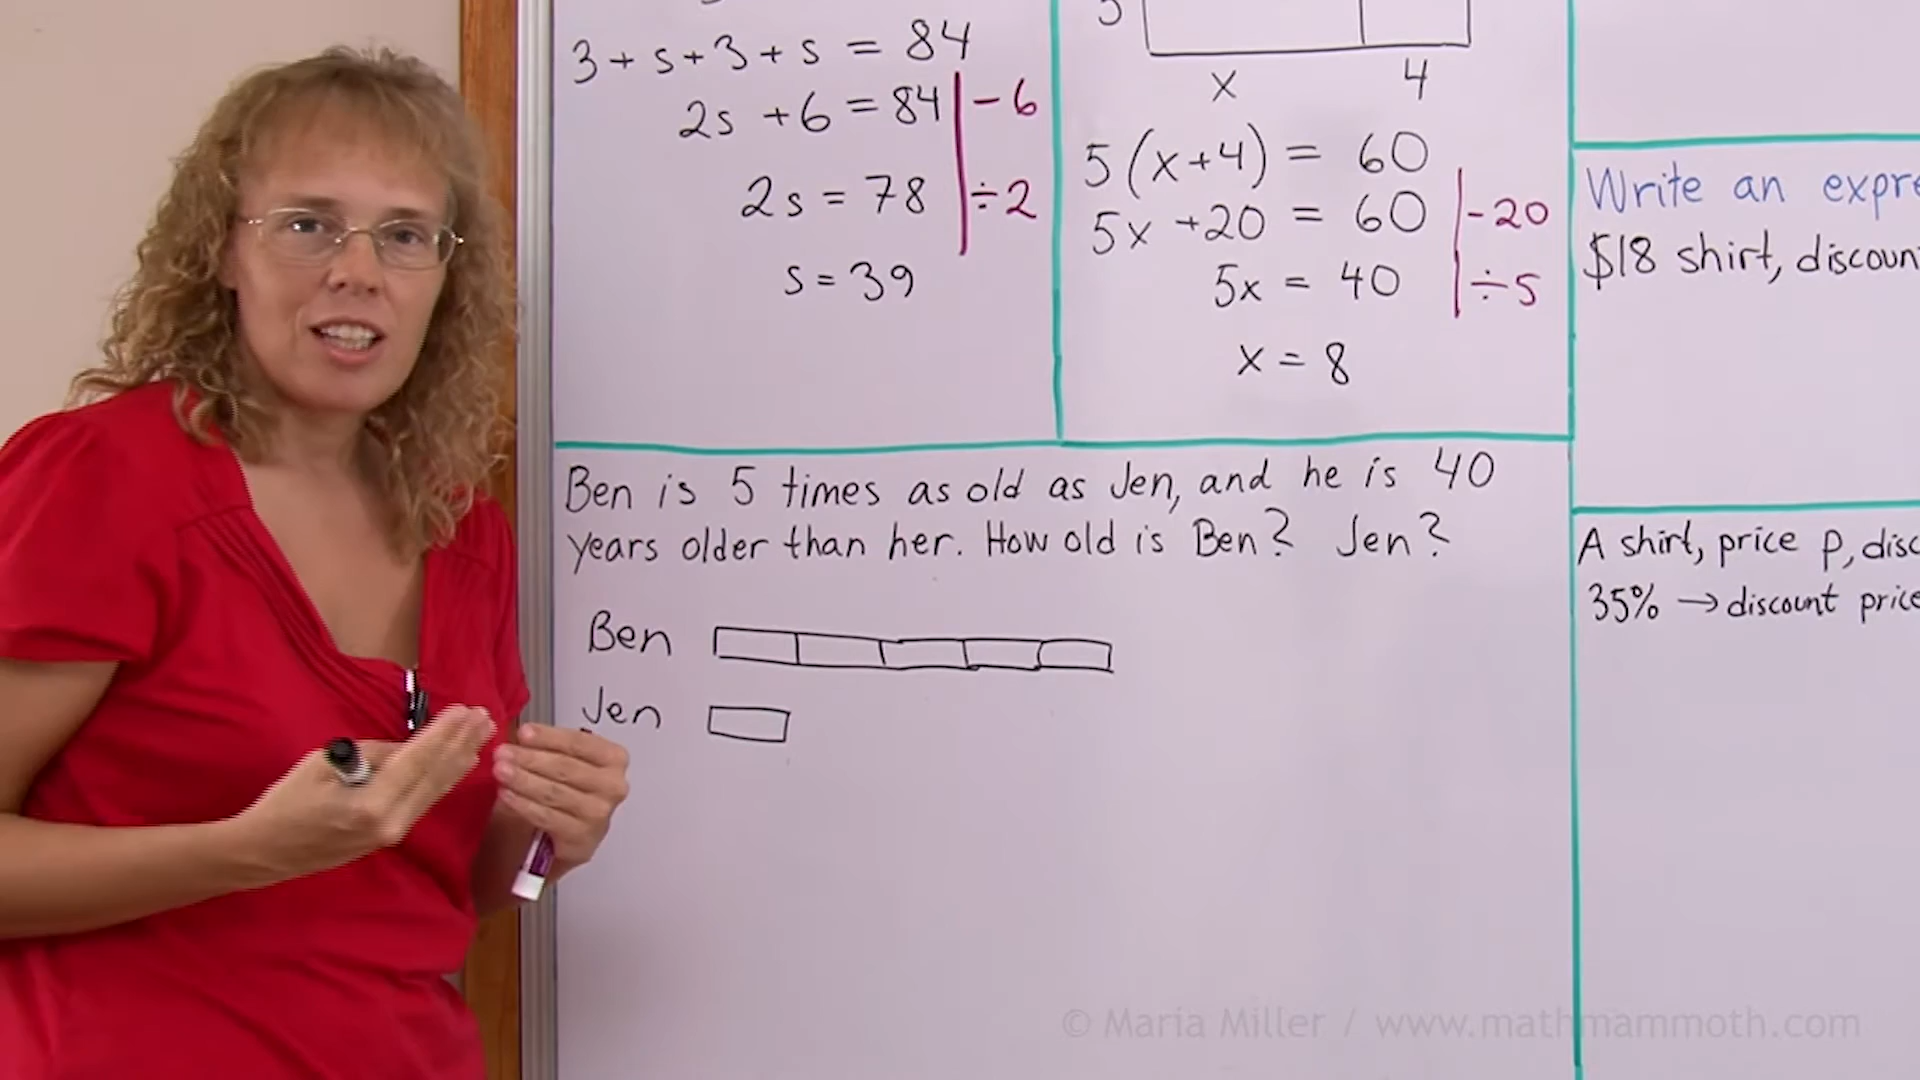 3 + s + 3 + s = 84
2s + 6 = 84 | - 6
2s = 78 | ÷ 2
s = 39
5
x 4
5(x+4) = 60
5x + 20 = 60 | - 20
5x = 40 | ÷ 5
x = 8
Write an expre
$18 shirt, discoun
Ben is 5 times as old as Jen, and he is 40
years older than her. How old is Ben? Jen?
Ben
Jen
A shirt, price p, disc
35% → discount price
© Maria Miller / www.mathmammoth.com